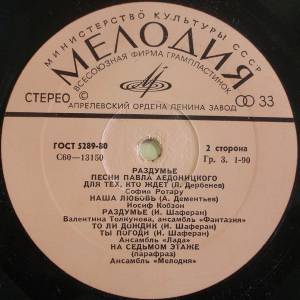 МИНИСТЕРСТВО КУЛЬТУРЫ СССР
МЕЛОДИЯ
ВСЕСОЮЗНАЯ ФИРМА ГРАМПЛАСТИНОК
СТЕРЕО
33
АПРЕЛЕВСКИЙ ОРДЕНА ЛЕНИНА ЗАВОД
ГОСТ 5289-80
2 сторона
С60—13150
Гр. 3. 1-90
РАЗДУМЬЕ
ПЕСНИ ПАВЛА АЕДОНИЦКОГО
ДЛЯ ТЕХ, КТО ЖДЕТ (Л. Дербенев)
София Ротару
НАША ЛЮБОВЬ (А. Дементьев)
Иосиф Кобзон
РАЗДУМЬЕ (И. Шаферан)
Валентина Толкунова, ансамбль «Фантазия»
ТО ЛИ ДОЖДИК (И. Шаферан)
ТЫ ПОГОДИ (И. Шаферан)
Ансамбль «Лада»
НА СЕДЬМОМ ЭТАЖЕ
(парафраз)
Ансамбль «Мелодия»